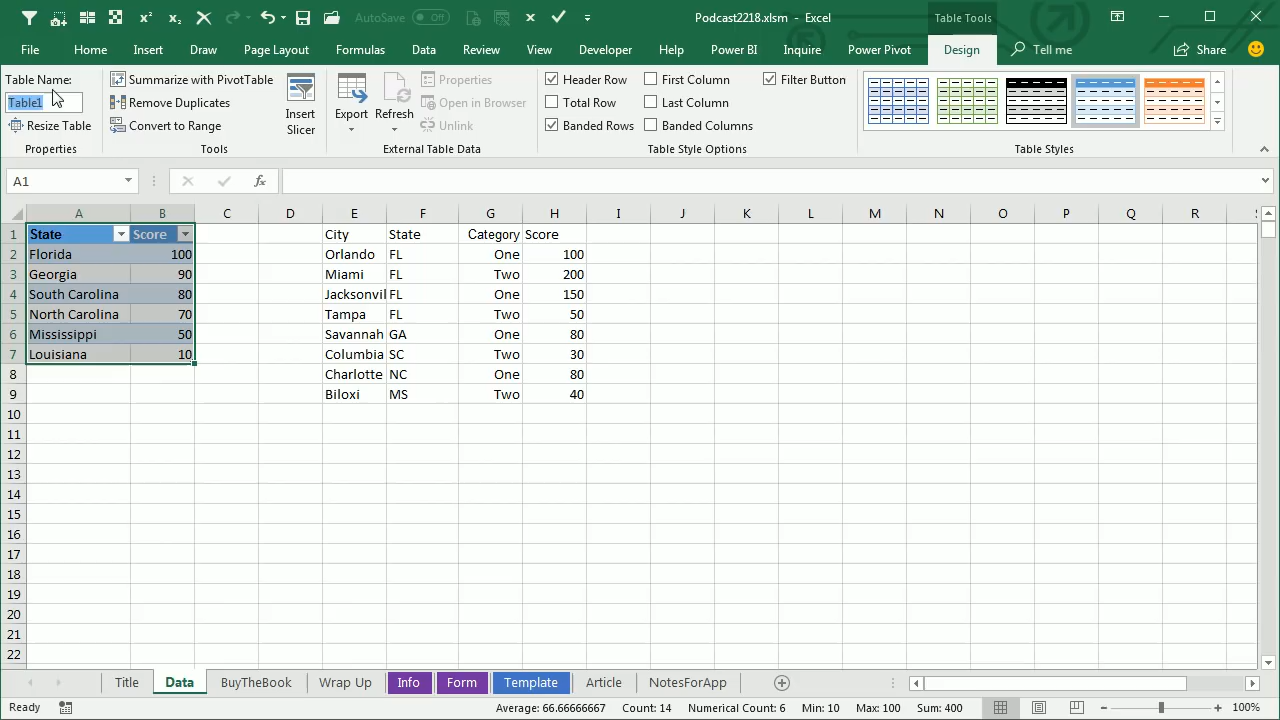 AutoSave Off
Podcast2218.xlsm - Excel
Table Tools
File Home Insert Draw Page Layout Formulas Data Review View Developer Help Power BI Inquire Power Pivot Design Tell me Share
Table Name:
Table1
Resize Table
Properties
Summarize with PivotTable
Remove Duplicates
Convert to Range
Insert
Slicer
Tools
Export
Refresh
Properties
Open in Browser
Unlink
External Table Data
Header Row
Total Row
Banded Rows
First Column
Last Column
Banded Columns
Filter Button
Table Style Options
Table Styles
A1
A B C D E F G H I J K L M N O P Q R
1 State Score City State Category Score
2 Florida 100 Orlando FL One 100
3 Georgia 90 Miami FL Two 200
4 South Carolina 80 Jacksonvil FL One 150
5 North Carolina 70 Tampa FL Two 50
6 Mississippi 50 Savannah GA One 80
7 Louisiana 10 Columbia SC Two 30
8 Charlotte NC One 80
9 Biloxi MS Two 40
10
11
12
13
14
15
16
17
18
19
20
21
22
Title Data BuyTheBook Wrap Up Info Form Template Article NotesForApp
Ready Average: 66.66666667 Count: 14 Numerical Count: 6 Min: 10 Max: 100 Sum: 400 100%